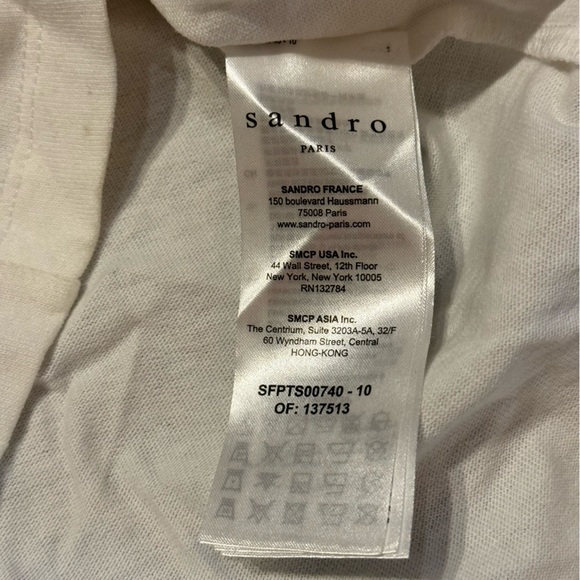 sandro
PARIS
SANDRO FRANCE
150 boulevard Haussmann
75008 Paris
www.sandro-paris.com
SMCP USA Inc.
44 Wall Street, 12th Floor
New York, New York 10005
RN132784
SMCP ASIA Inc.
The Centrium, Suite 3203A-5A, 32/F
60 Wyndham Street, Central
HONG-KONG
SFPTS00740 - 10
OF: 137513